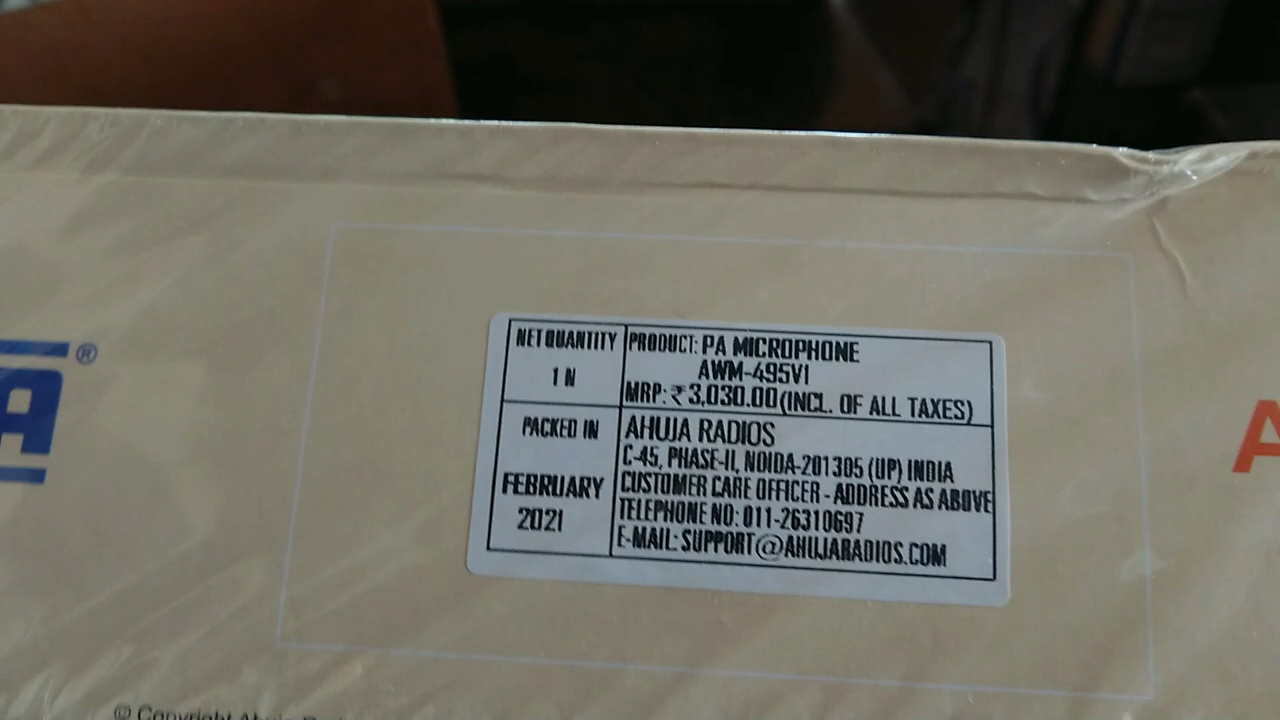 A®
NET QUANTITY
1 N
PRODUCT: PA MICROPHONE
AWM-495V1
MRP: ₹ 3,030.00 (INCL. OF ALL TAXES)
PACKED IN
FEBRUARY
2021
AHUJA RADIOS
C-45, PHASE-II, NOIDA-201305 (UP) INDIA
CUSTOMER CARE OFFICER - ADDRESS AS ABOVE
TELEPHONE NO: 011-26310697
E-MAIL: SUPPORT@AHUJARADIOS.COM
A
© Copyright Ahuja